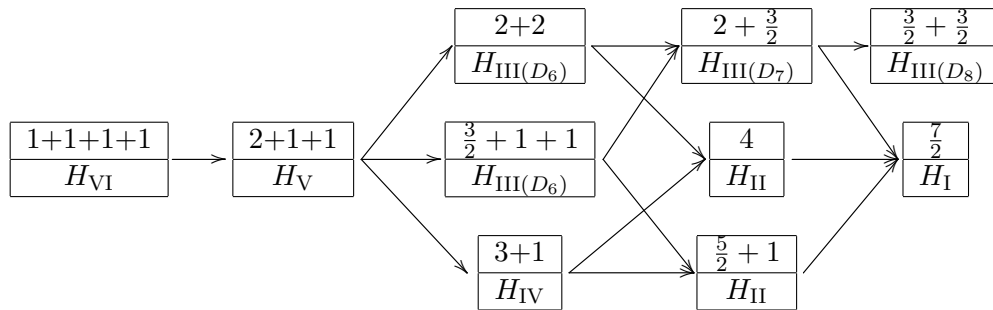 2+2
H_III(D_6)
2 + 3/2
H_III(D_7)
3/2 + 3/2
H_III(D_8)
1+1+1+1
H_VI
2+1+1
H_V
3/2 + 1 + 1
H_III(D_6)
4
H_II
7/2
H_I
3+1
H_IV
5/2 + 1
H_II